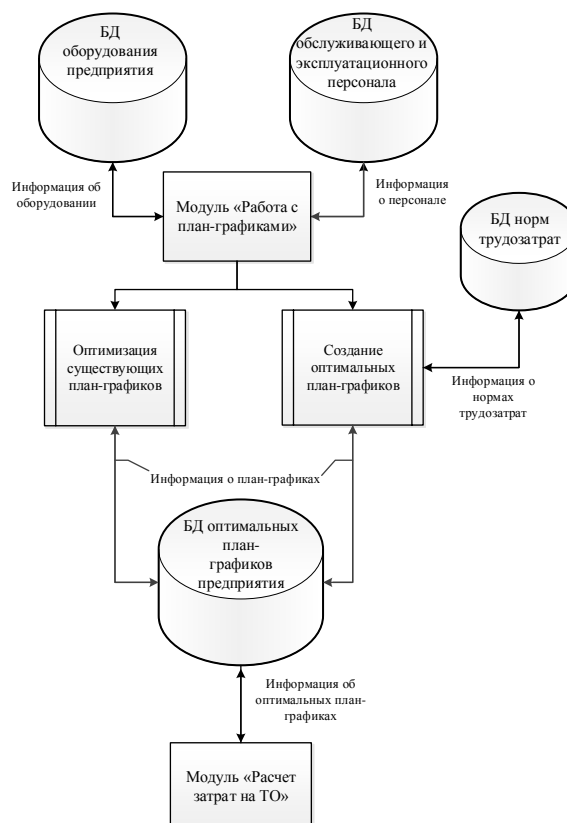 БД
оборудования
предприятия
БД
обслуживающего и
эксплуатационного
персонала
Информация об
оборудовании
Модуль «Работа с
план-графиками»
Информация
о персонале
БД норм
трудозатрат
Оптимизация
существующих
план-графиков
Создание
оптимальных
план-графиков
Информация о
нормах
трудозатрат
Информация о план-графиках
БД оптимальных
план-
графиков
предприятия
Информация об
оптимальных план-
графиках
Модуль «Расчет
затрат на ТО»